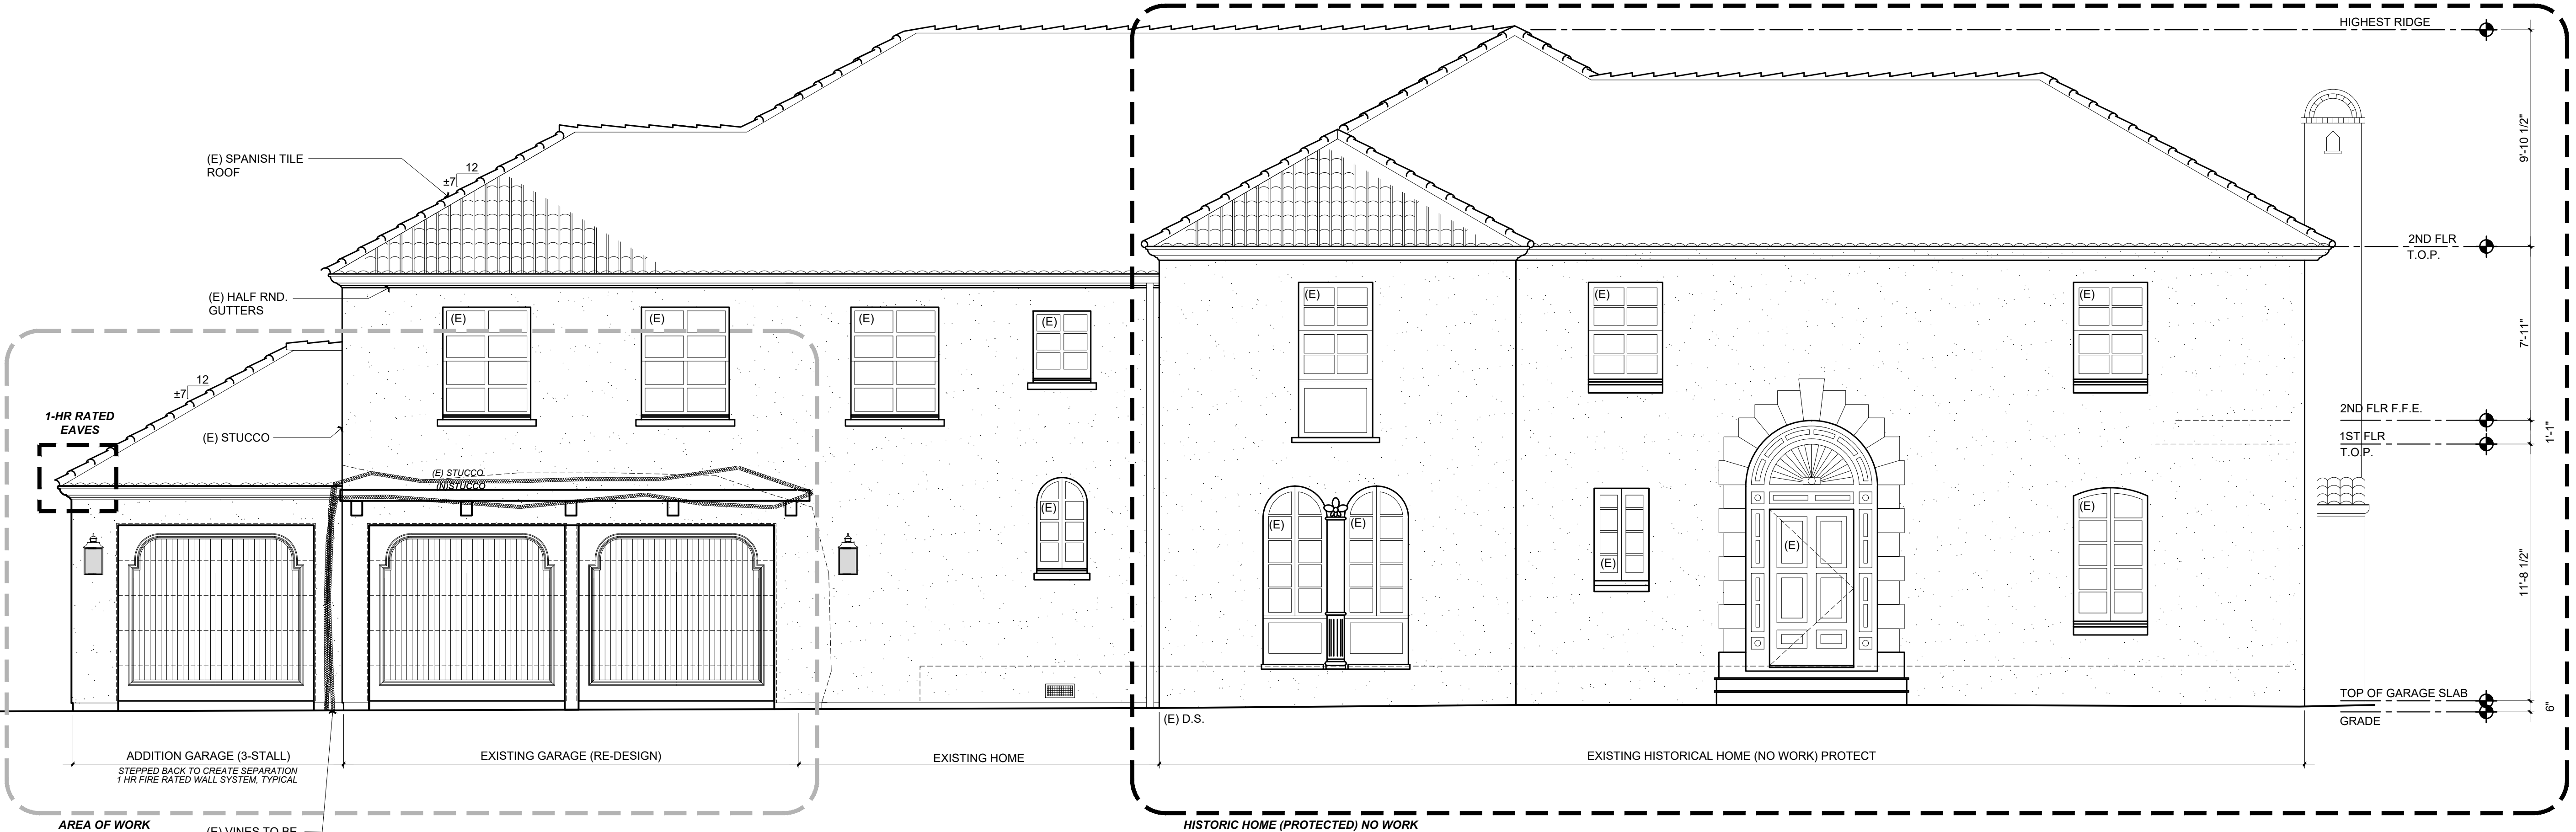 HIGHEST RIDGE
9'-10 1/2"
(E) SPANISH TILE
ROOF
12
±7
2ND FLR
T.O.P.
(E) HALF RND.
GUTTERS
(E)
(E)
(E)
(E)
(E)
(E)
(E)
7'-11"
12
±7
1-HR RATED
EAVES
(E) STUCCO
2ND FLR F.F.E.
1'-1"
1ST FLR
T.O.P.
(E) STUCCO
(N)STUCCO
(E)
(E)
(E)
(E)
(E)
(E)
11'-8 1/2"
TOP OF GARAGE SLAB
6"
GRADE
(E) D.S.
ADDITION GARAGE (3-STALL)
STEPPED BACK TO CREATE SEPARATION
1 HR FIRE RATED WALL SYSTEM, TYPICAL
EXISTING GARAGE (RE-DESIGN)
EXISTING HOME
EXISTING HISTORICAL HOME (NO WORK) PROTECT
AREA OF WORK
(E) VINES TO BE
HISTORIC HOME (PROTECTED) NO WORK